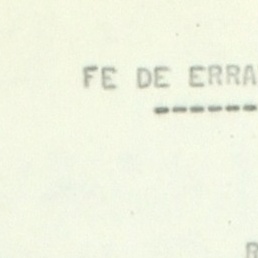 FE DE ERRA
------